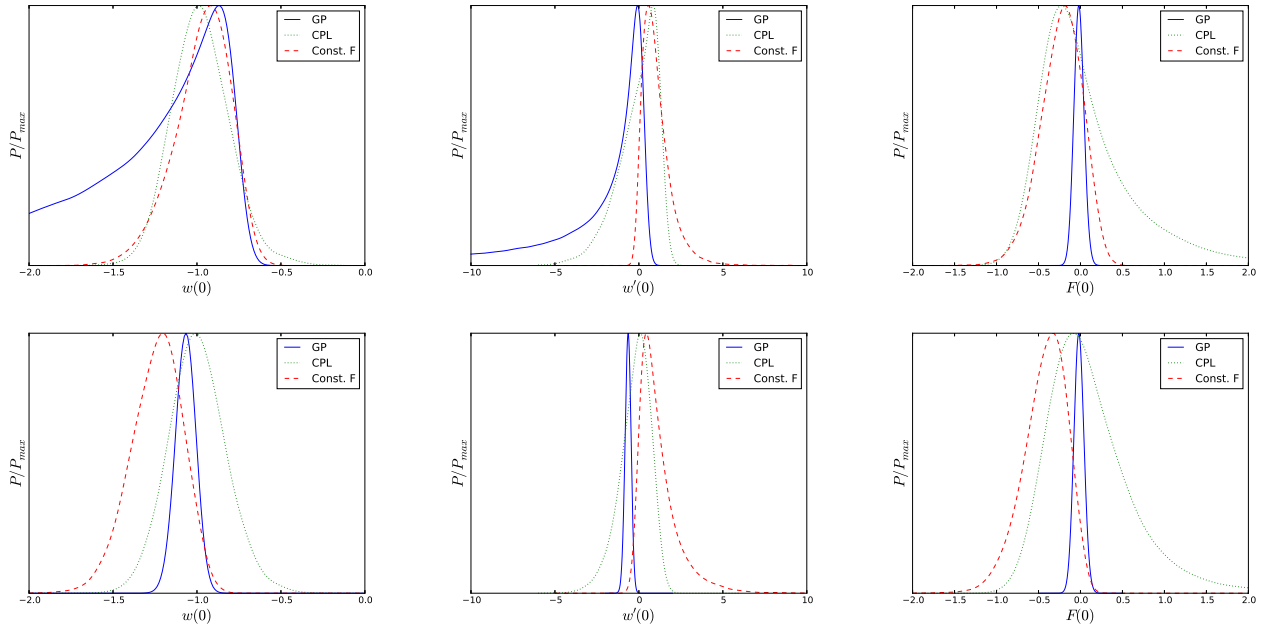 P/P_max
GP
CPL
Const. F
−2.0 −1.5 −1.0 −0.5 0.0
w(0)
P/P_max
GP
CPL
Const. F
−10 −5 0 5 10
w′(0)
P/P_max
GP
CPL
Const. F
−2.0 −1.5 −1.0 −0.5 0.0 0.5 1.0 1.5 2.0
F(0)
P/P_max
GP
CPL
Const. F
−2.0 −1.5 −1.0 −0.5 0.0
w(0)
P/P_max
GP
CPL
Const. F
−10 −5 0 5 10
w′(0)
P/P_max
GP
CPL
Const. F
−2.0 −1.5 −1.0 −0.5 0.0 0.5 1.0 1.5 2.0
F(0)